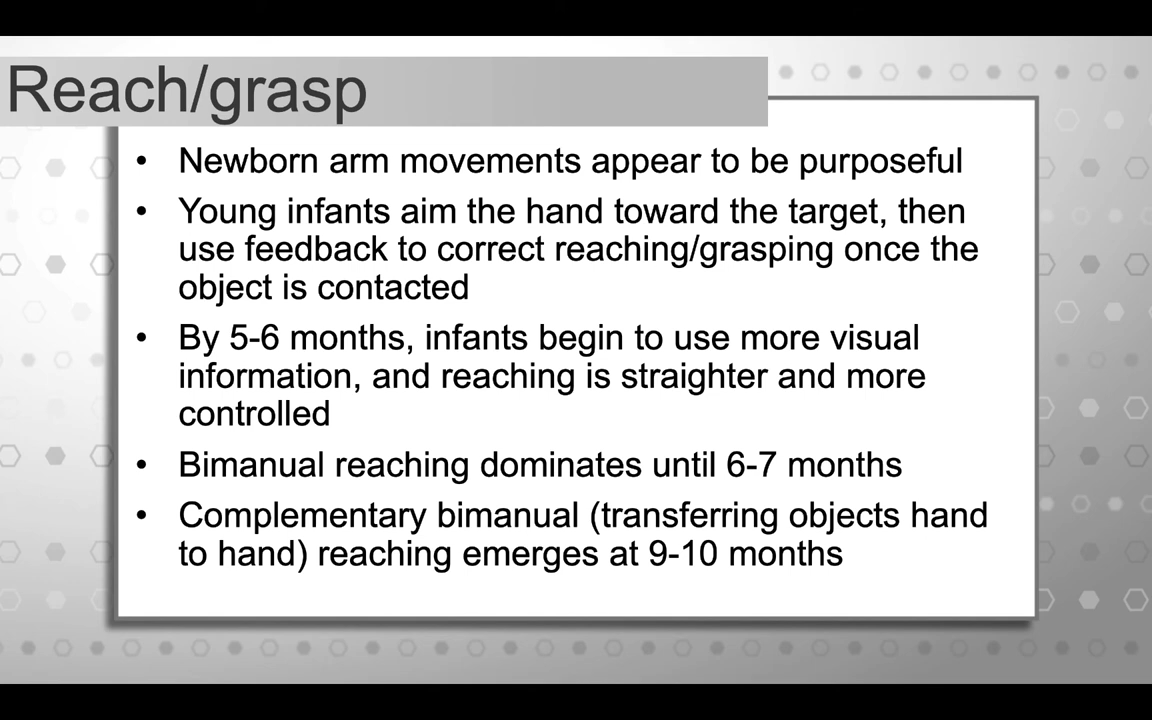 Reach/grasp
• Newborn arm movements appear to be purposeful
• Young infants aim the hand toward the target, then
use feedback to correct reaching/grasping once the
object is contacted
• By 5-6 months, infants begin to use more visual
information, and reaching is straighter and more
controlled
• Bimanual reaching dominates until 6-7 months
• Complementary bimanual (transferring objects hand
to hand) reaching emerges at 9-10 months